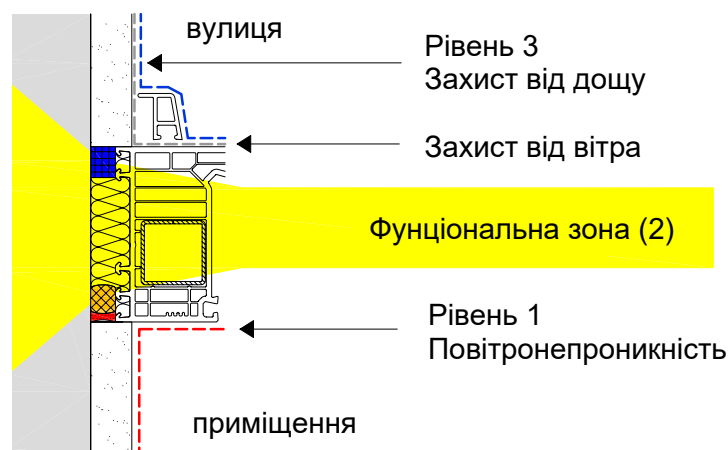 вулиця
Рівень 3
Захист від дощу
Захист від вітра
Фунціональна зона (2)
Рівень 1
Повітронепроникність
приміщення